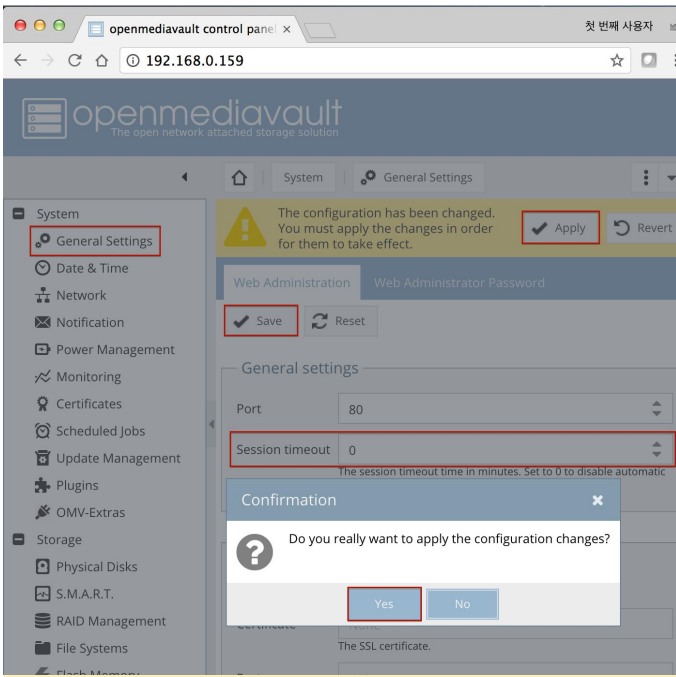 openmediavault control panel
첫 번째 사용자
192.168.0.159
openmediavault
The open network attached storage solution
System
General Settings
System
General Settings
Date & Time
Network
Notification
Power Management
Monitoring
Certificates
Scheduled Jobs
Update Management
Plugins
OMV-Extras
Storage
Physical Disks
S.M.A.R.T.
RAID Management
File Systems
Flash Memory
The configuration has been changed.
You must apply the changes in order
for them to take effect.
Apply
Revert
Web Administration
Web Administrator Password
Save
Reset
General settings
Port
80
Session timeout
0
The session timeout time in minutes. Set to 0 to disable automatic
Confirmation
Do you really want to apply the configuration changes?
Yes
No
Certificate
None
The SSL certificate.